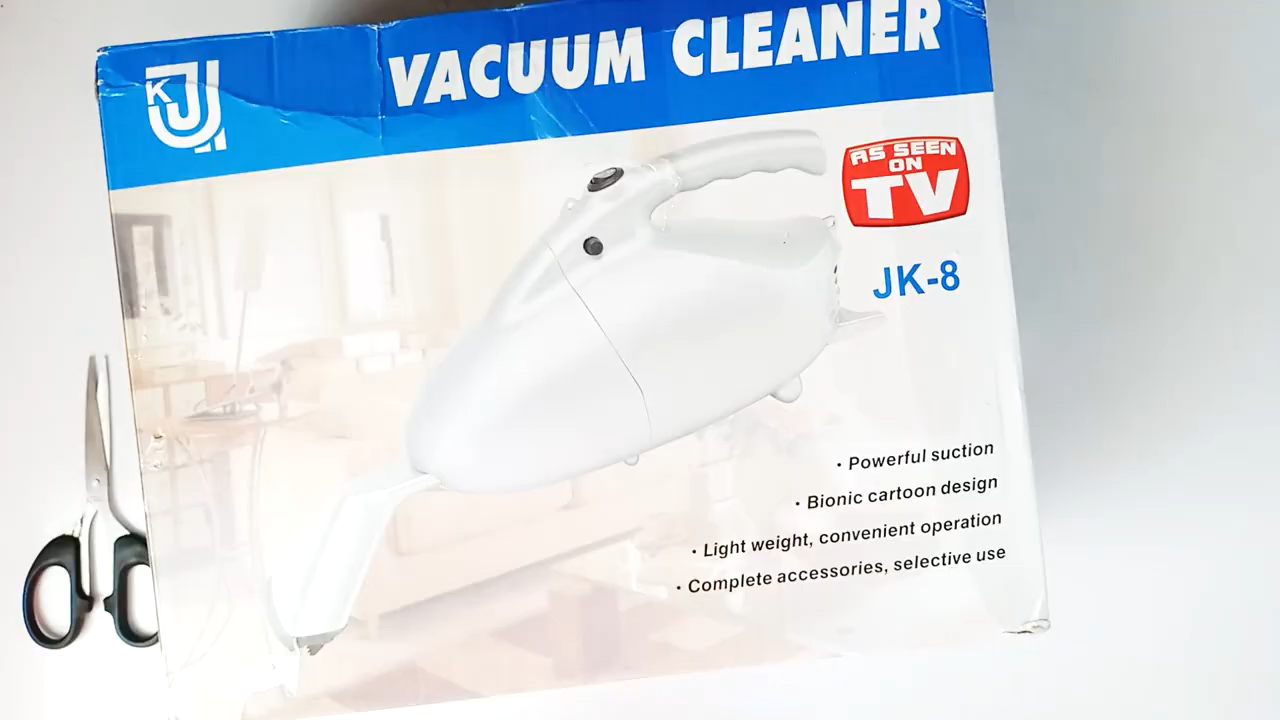 VACUUM CLEANER
KJ
AS SEEN
ON
TV
JK-8
• Powerful suction
• Bionic cartoon design
• Light weight, convenient operation
• Complete accessories, selective use